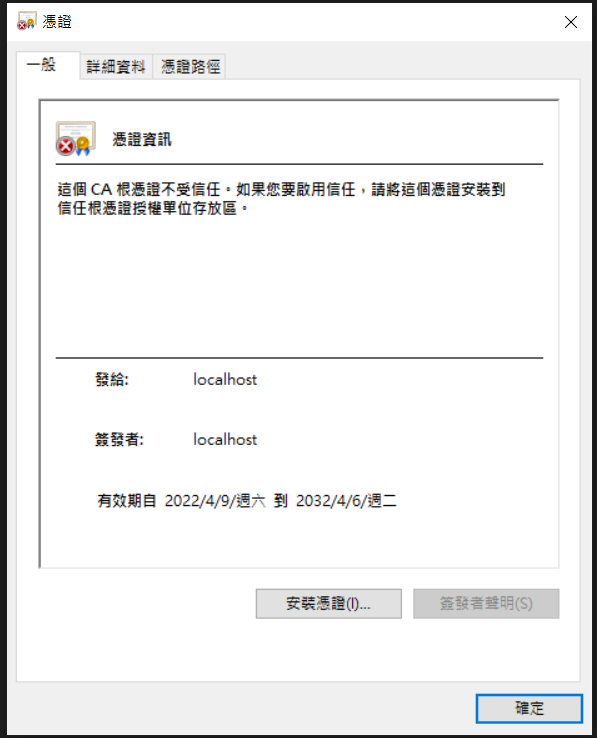 憑證
一般
詳細資料
憑證路徑
憑證資訊
這個 CA 根憑證不受信任。如果您要啟用信任，請將這個憑證安裝到
信任根憑證授權單位存放區。
發給: localhost
簽發者: localhost
有效期自 2022/4/9/週六 到 2032/4/6/週二
安裝憑證(I)...
簽發者聲明(S)
確定